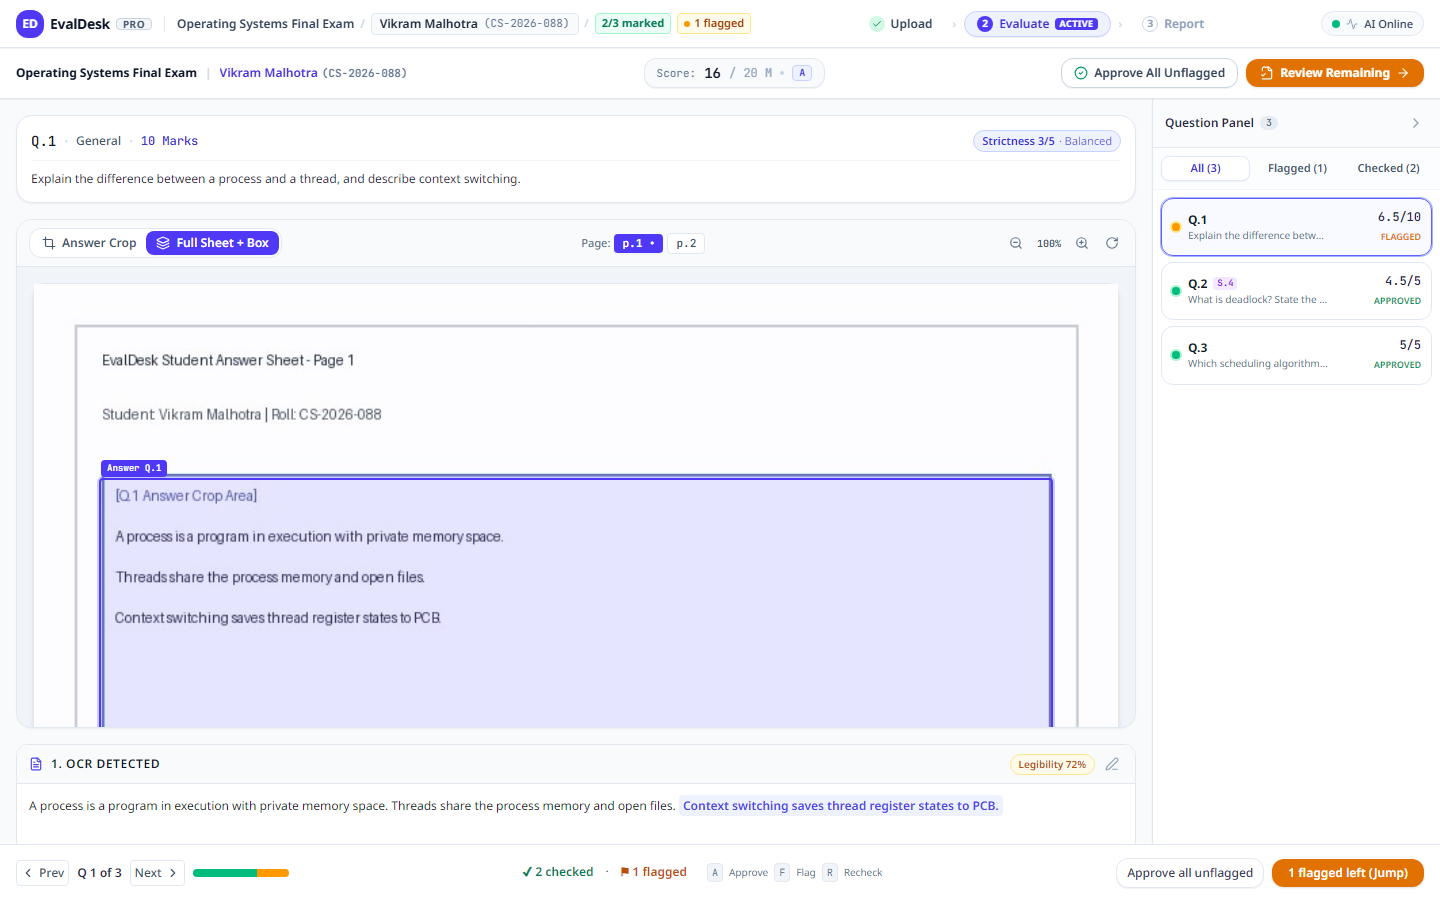 ED EvalDesk PRO Operating Systems Final Exam / Vikram Malhotra (CS-2026-088) / 2/3 marked 1 flagged Upload › 2 Evaluate ACTIVE › 3 Report AI Online
Operating Systems Final Exam | Vikram Malhotra (CS-2026-088) Score: 16 / 20 M • A Approve All Unflagged Review Remaining →
Q.1 · General · 10 Marks Strictness 3/5 · Balanced
Explain the difference between a process and a thread, and describe context switching.
Answer Crop Full Sheet + Box Page: p.1 • p.2 100%
EvalDesk Student Answer Sheet - Page 1
Student: Vikram Malhotra | Roll: CS-2026-088
Answer Q.1
[Q.1 Answer Crop Area]
A process is a program in execution with private memory space.
Threads share the process memory and open files.
Context switching saves thread register states to PCB.
1. OCR DETECTED Legibility 72%
A process is a program in execution with private memory space. Threads share the process memory and open files. Context switching saves thread register states to PCB.
Question Panel 3
All (3) Flagged (1) Checked (2)
Q.1 6.5/10
Explain the difference betw... FLAGGED
Q.2 S.4 4.5/5
What is deadlock? State the ... APPROVED
Q.3 5/5
Which scheduling algorithm... APPROVED
Prev Q 1 of 3 Next ✓ 2 checked · 1 flagged A Approve F Flag R Recheck Approve all unflagged 1 flagged left (Jump)